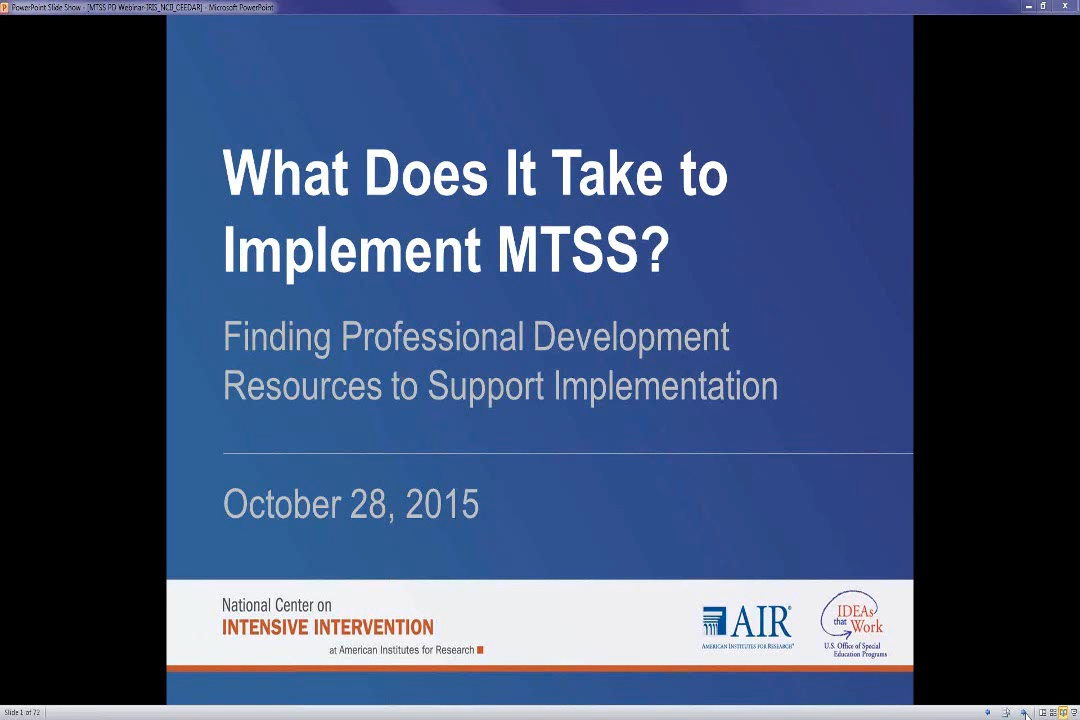 PowerPoint Slide Show - [MTSS PD Webinar-IRIS_NCII_CEEDAR] - Microsoft PowerPoint
What Does It Take to
Implement MTSS?
Finding Professional Development
Resources to Support Implementation
October 28, 2015
National Center on
INTENSIVE INTERVENTION
at American Institutes for Research
AIR®
AMERICAN INSTITUTES FOR RESEARCH®
IDEAs
that Work
U.S. Office of Special
Education Programs
Slide 1 of 72